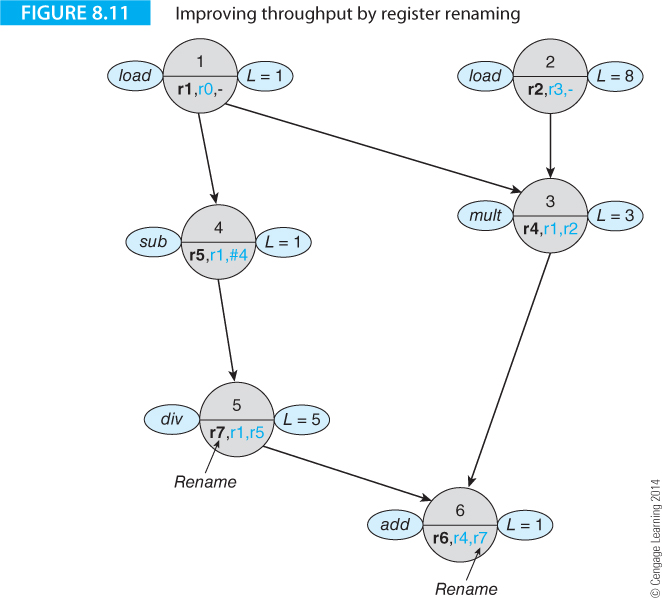 FIGURE 8.11 Improving throughput by register renaming
1
load L = 1
r1,r0,-
2
load L = 8
r2,r3,-
3
mult L = 3
r4,r1,r2
4
sub L = 1
r5,r1,#4
5
div L = 5
r7,r1,r5
Rename
6
add L = 1
r6,r4,r7
Rename
© Cengage Learning 2014